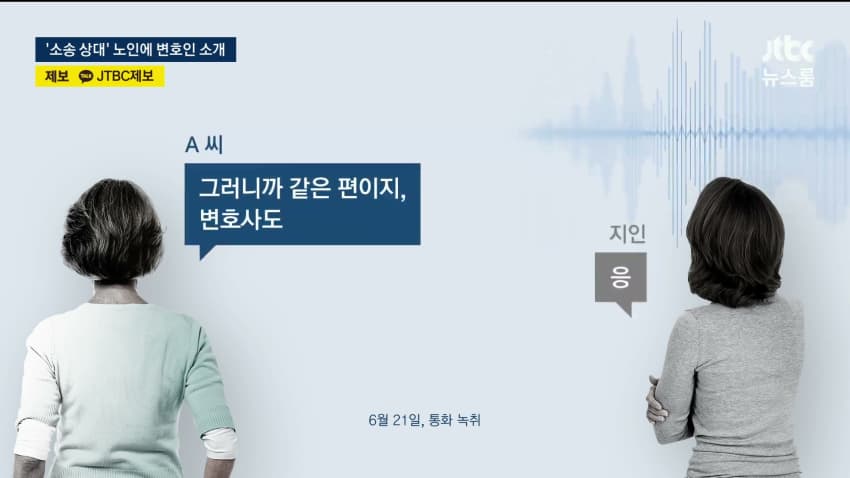 '소송 상대' 노인에 변호인 소개
제보 TALK JTBC제보
jtbc
뉴스룸
A 씨
그러니까 같은 편이지,
변호사도
지인
응
6월 21일, 통화 녹취